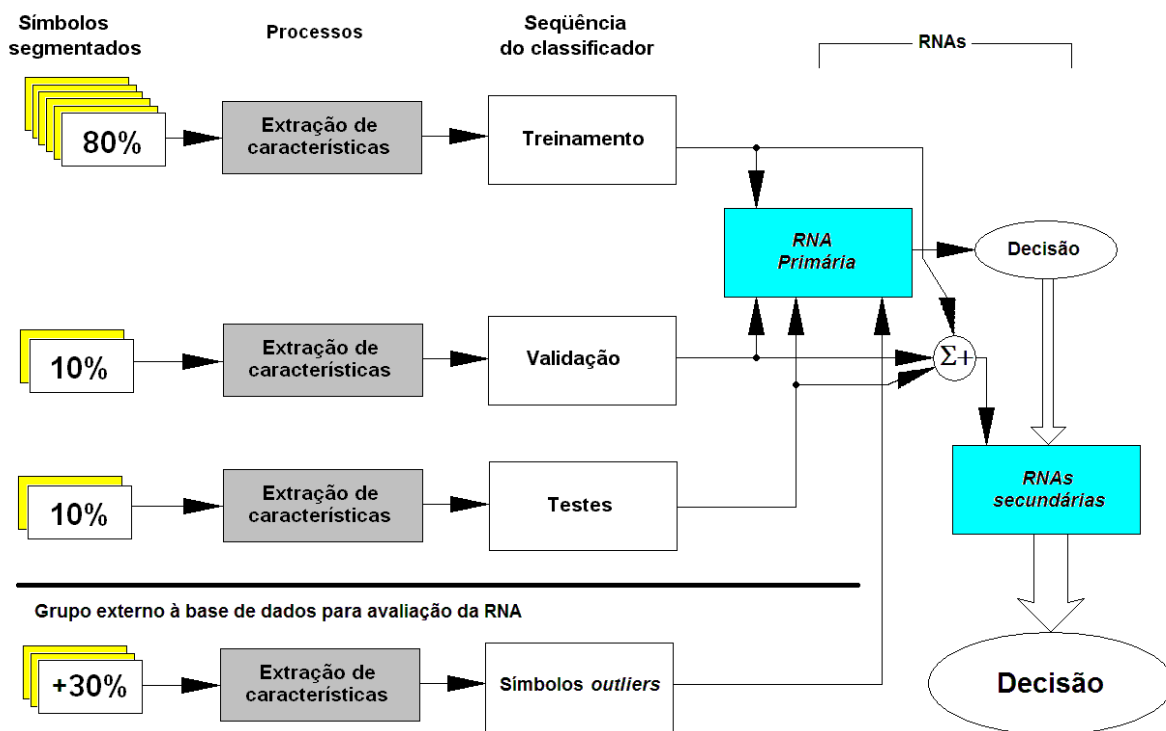 Símbolos
segmentados
Processos
Seqüência
do classificador
RNAs
80%
Extração de
características
Treinamento
RNA
Primária
Decisão
10%
Extração de
características
Validação
Σ+
10%
Extração de
características
Testes
RNAs
secundárias
Grupo externo à base de dados para avaliação da RNA
+30%
Extração de
características
Símbolos outliers
Decisão